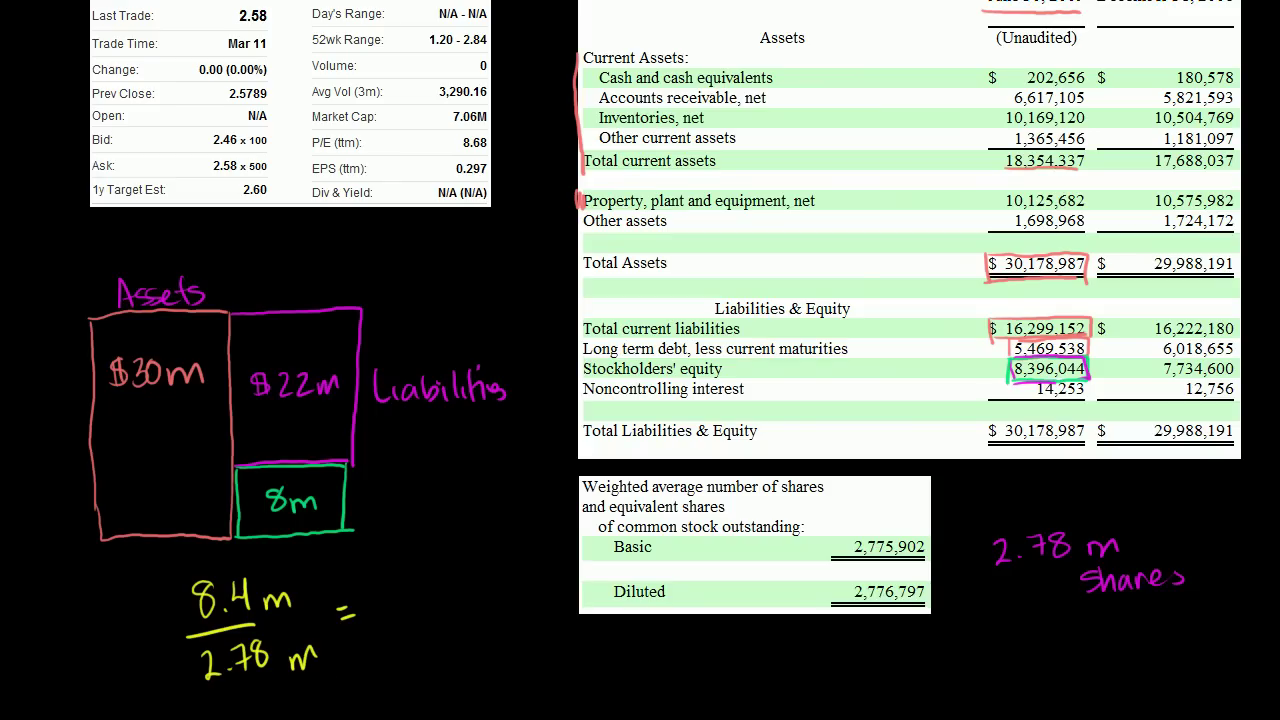 Last Trade: 2.58
Trade Time: Mar 11
Change: 0.00 (0.00%)
Prev Close: 2.5789
Open: N/A
Bid: 2.46 x 100
Ask: 2.58 x 500
1y Target Est: 2.60
Day's Range: N/A - N/A
52wk Range: 1.20 - 2.84
Volume: 0
Avg Vol (3m): 3,290.16
Market Cap: 7.06M
P/E (ttm): 8.68
EPS (ttm): 0.297
Div & Yield: N/A (N/A)
Assets (Unaudited)
Current Assets:
Cash and cash equivalents $ 202,656 $ 180,578
Accounts receivable, net 6,617,105 5,821,593
Inventories, net 10,169,120 10,504,769
Other current assets 1,365,456 1,181,097
Total current assets 18,354,337 17,688,037
Property, plant and equipment, net 10,125,682 10,575,982
Other assets 1,698,968 1,724,172
Total Assets $ 30,178,987 $ 29,988,191
Liabilities & Equity
Total current liabilities $ 16,299,152 $ 16,222,180
Long term debt, less current maturities 5,469,538 6,018,655
Stockholders' equity 8,396,044 7,734,600
Noncontrolling interest 14,253 12,756
Total Liabilities & Equity $ 30,178,987 $ 29,988,191
Assets
$30m
$22m
Liabilities
8m
8.4 m
2.78 m
=
Weighted average number of shares
and equivalent shares
of common stock outstanding:
Basic 2,775,902
Diluted 2,776,797
2.78 m
shares